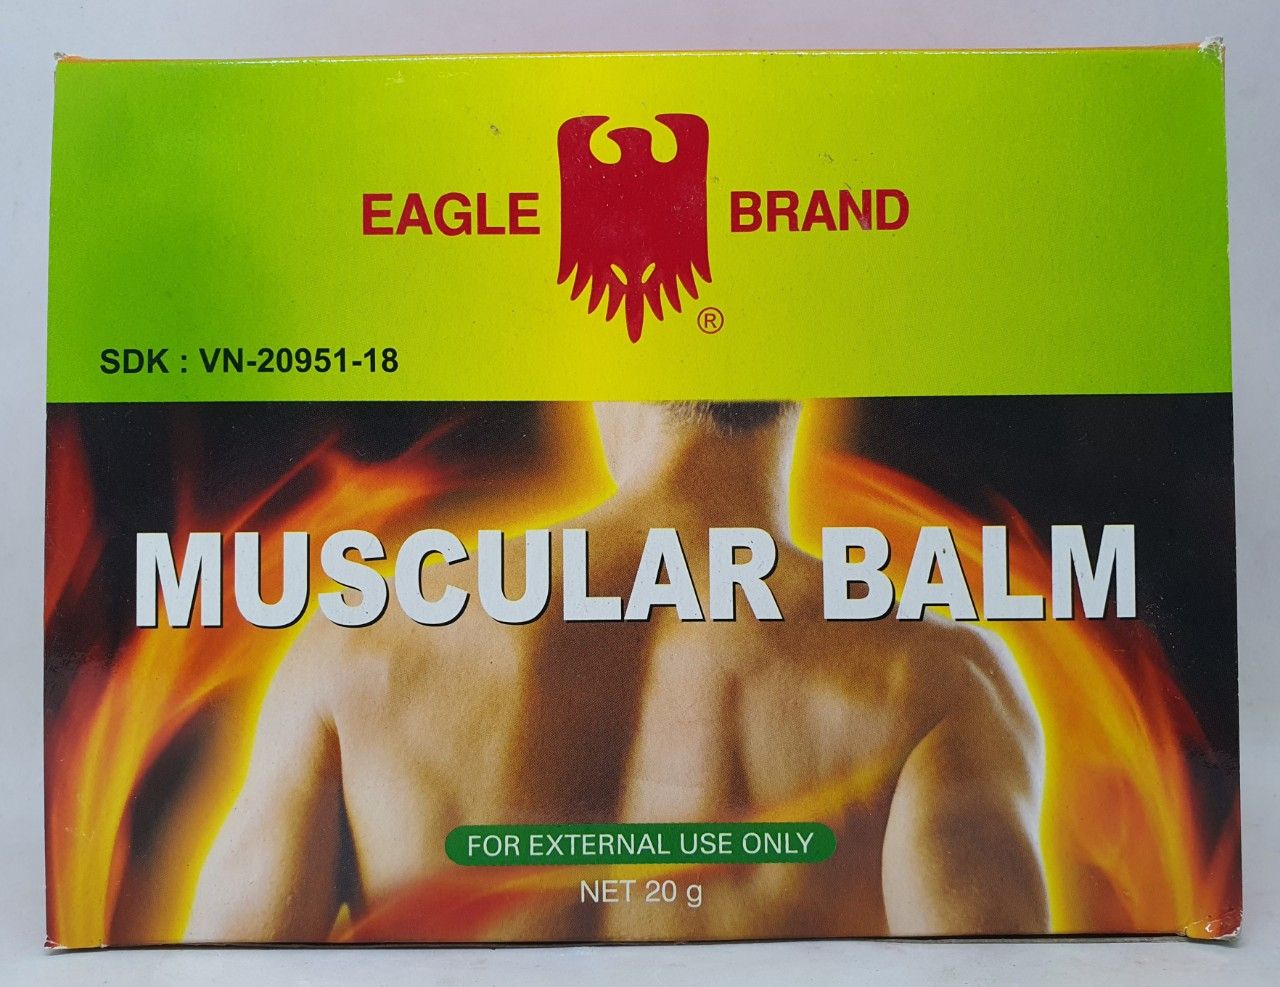 EAGLE BRAND
®
SDK : VN-20951-18
MUSCULAR BALM
FOR EXTERNAL USE ONLY
NET 20 g